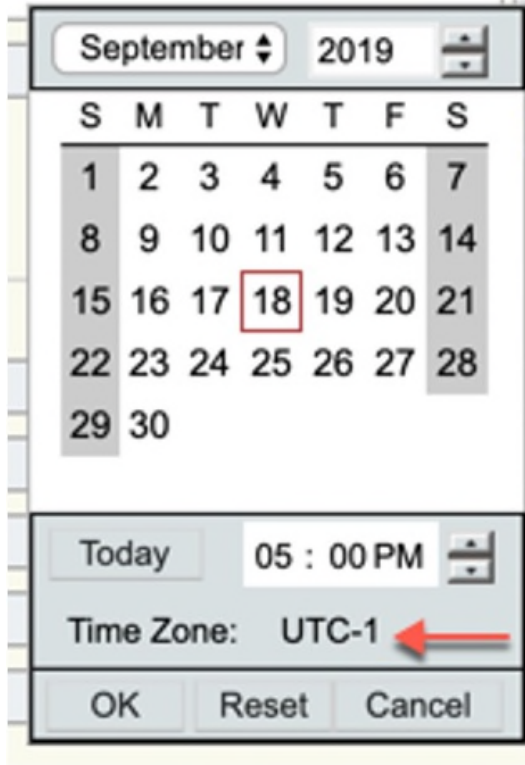 September 2019
S M T W T F S
1 2 3 4 5 6 7
8 9 10 11 12 13 14
15 16 17 18 19 20 21
22 23 24 25 26 27 28
29 30
Today 05 : 00 PM
Time Zone: UTC-1
OK Reset Cancel